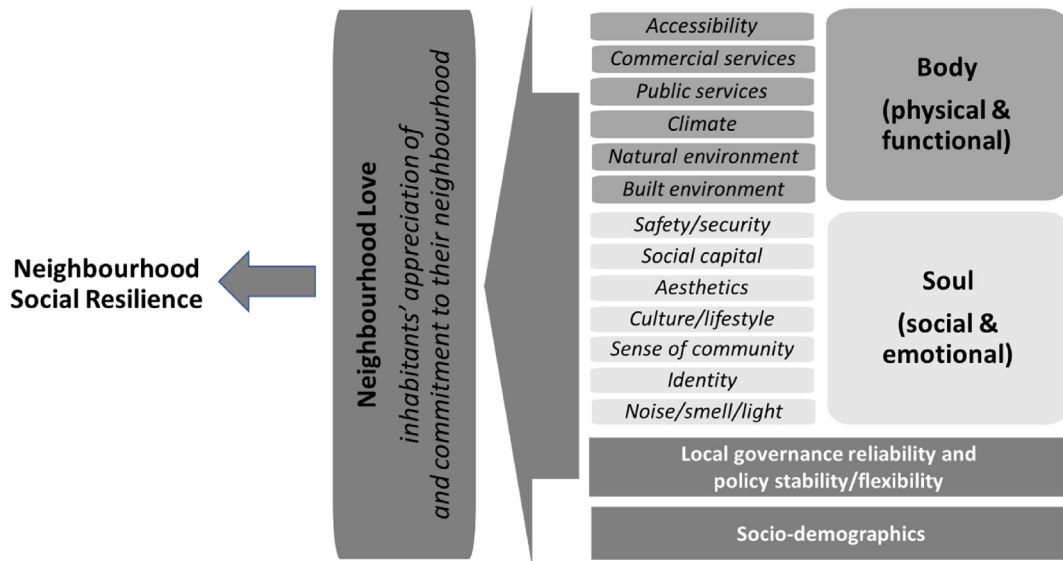 Neighbourhood
Social Resilience
Neighbourhood Love
inhabitants' appreciation of
and commitment to their neighbourhood
Accessibility
Commercial services
Public services
Climate
Natural environment
Built environment
Body
(physical &
functional)
Safety/security
Social capital
Aesthetics
Culture/lifestyle
Sense of community
Identity
Noise/smell/light
Soul
(social &
emotional)
Local governance reliability and
policy stability/flexibility
Socio-demographics